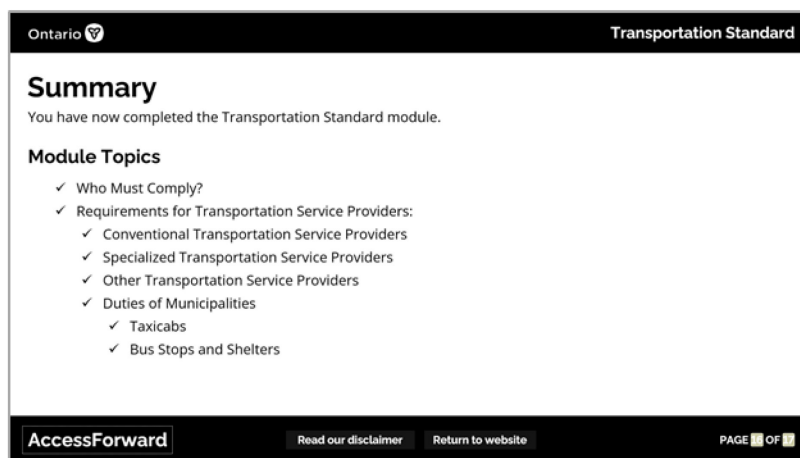 Ontario
Transportation Standard
Summary
You have now completed the Transportation Standard module.
Module Topics
✓ Who Must Comply?
✓ Requirements for Transportation Service Providers:
✓ Conventional Transportation Service Providers
✓ Specialized Transportation Service Providers
✓ Other Transportation Service Providers
✓ Duties of Municipalities
✓ Taxicabs
✓ Bus Stops and Shelters
AccessForward
Read our disclaimer
Return to website
PAGE 16 OF 17